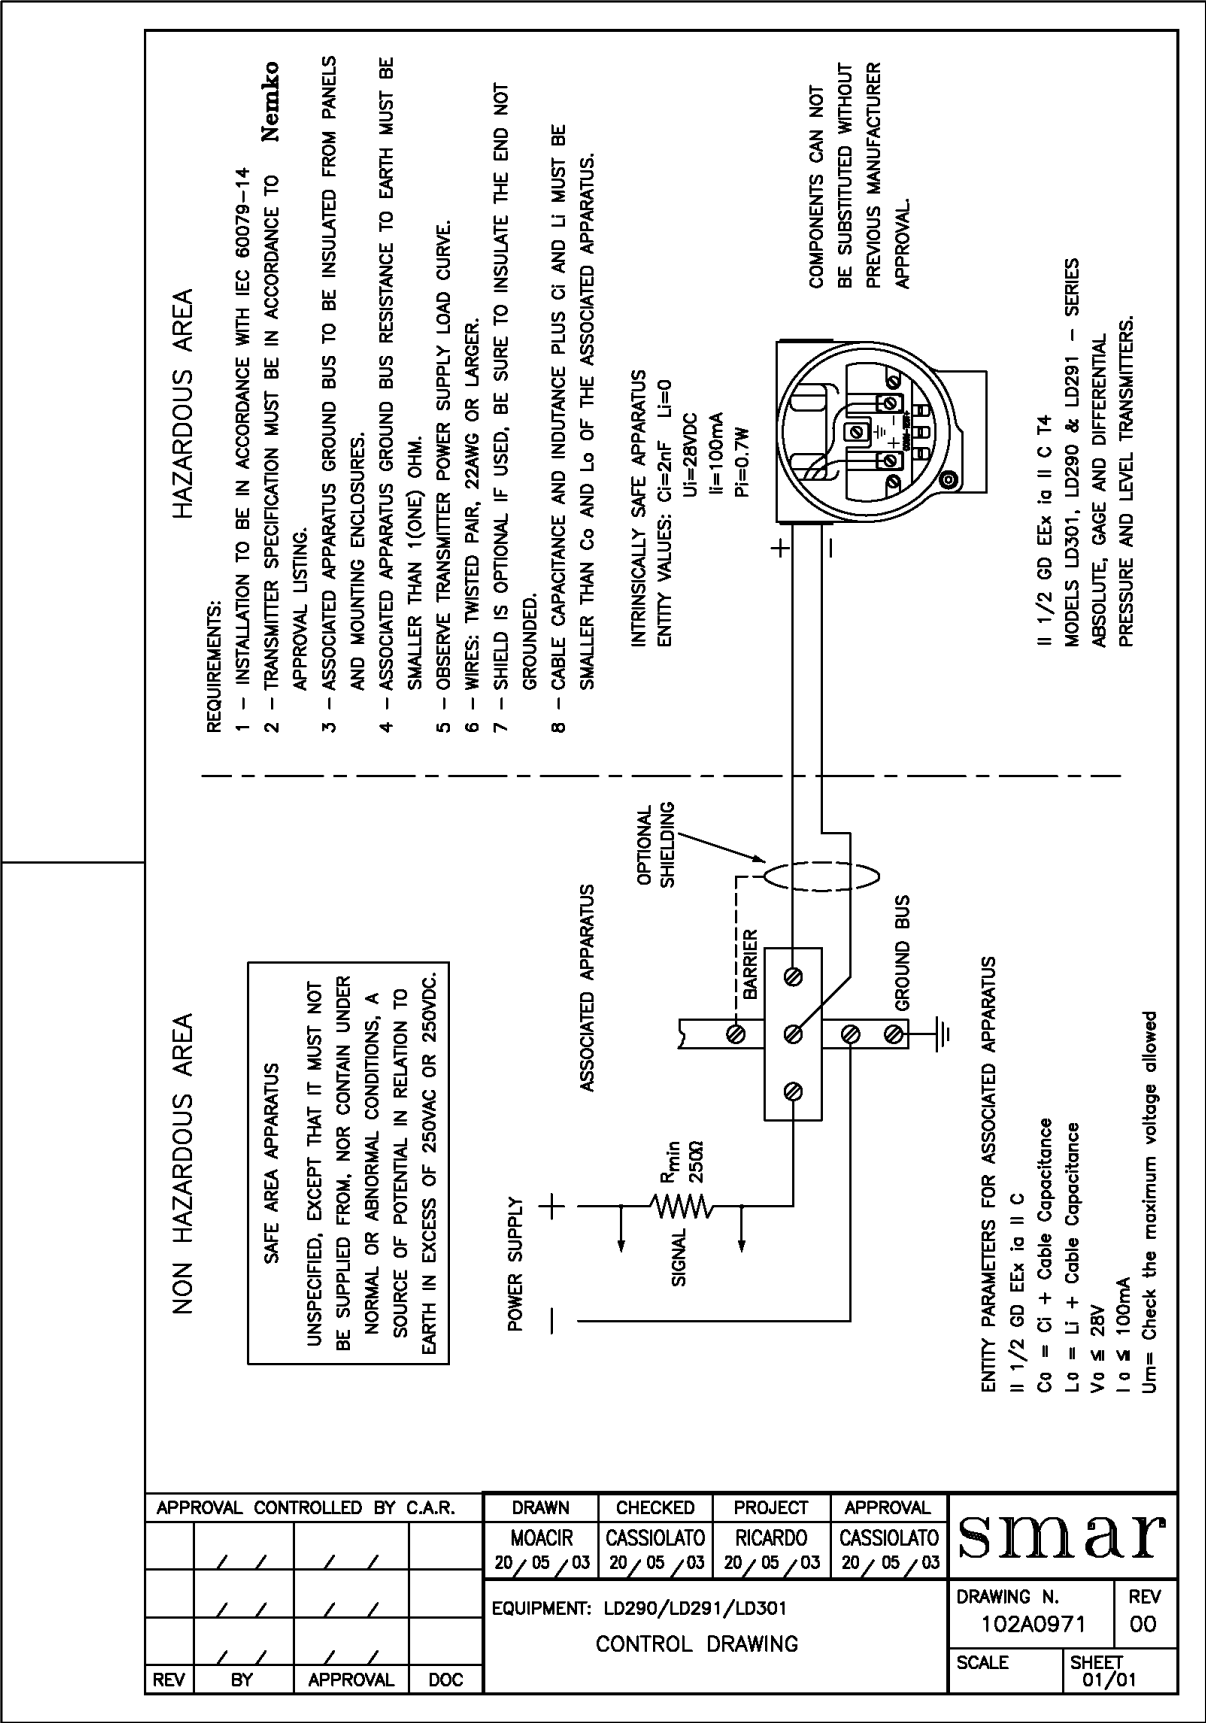 HAZARDOUS AREA
REQUIREMENTS:
1 – INSTALLATION TO BE IN ACCORDANCE WITH IEC 60079–14
2 – TRANSMITTER SPECIFICATION MUST BE IN ACCORDANCE TO Nemko
APPROVAL LISTING.
3 – ASSOCIATED APPARATUS GROUND BUS TO BE INSULATED FROM PANELS
AND MOUNTING ENCLOSURES.
4 – ASSOCIATED APPARATUS GROUND BUS RESISTANCE TO EARTH MUST BE
SMALLER THAN 1(ONE) OHM.
5 – OBSERVE TRANSMITTER POWER SUPPLY LOAD CURVE.
6 – WIRES: TWISTED PAIR, 22AWG OR LARGER.
7 – SHIELD IS OPTIONAL IF USED, BE SURE TO INSULATE THE END NOT
GROUNDED.
8 – CABLE CAPACITANCE AND INDUTANCE PLUS Ci AND Li MUST BE
SMALLER THAN Co AND Lo OF THE ASSOCIATED APPARATUS.
INTRINSICALLY SAFE APPARATUS
ENTITY VALUES: Ci=2nF Li=0
Ui=28VDC
Ii=100mA
Pi=0.7W
COMPONENTS CAN NOT
BE SUBSTITUTED WITHOUT
PREVIOUS MANUFACTURER
APPROVAL.
+
–
+ –
II 1/2 GD EEx ia II C T4
MODELS LD301, LD290 & LD291 – SERIES
ABSOLUTE, GAGE AND DIFFERENTIAL
PRESSURE AND LEVEL TRANSMITTERS.
NON HAZARDOUS AREA
SAFE AREA APPARATUS
UNSPECIFIED, EXCEPT THAT IT MUST NOT
BE SUPPLIED FROM, NOR CONTAIN UNDER
NORMAL OR ABNORMAL CONDITIONS, A
SOURCE OF POTENTIAL IN RELATION TO
EARTH IN EXCESS OF 250VAC OR 250VDC.
ASSOCIATED APPARATUS
OPTIONAL
SHIELDING
BARRIER
GROUND BUS
POWER SUPPLY
– +
SIGNAL
Rmin
250Ω
ENTITY PARAMETERS FOR ASSOCIATED APPARATUS
II 1/2 GD EEx ia II C
Co = Ci + Cable Capacitance
Lo = Li + Cable Capacitance
Vo ≤ 28V
Io ≤ 100mA
Um= Check the maximum voltage allowed
APPROVAL CONTROLLED BY C.A.R.
/ / / /
/ / / /
/ / / /
REV BY APPROVAL DOC
DRAWN CHECKED PROJECT APPROVAL
MOACIR CASSIOLATO RICARDO CASSIOLATO
20 / 05 / 03 20 / 05 / 03 20 / 05 / 03 20 / 05 / 03
EQUIPMENT: LD290/LD291/LD301
CONTROL DRAWING
smar
DRAWING N. REV
102A0971 00
SCALE SHEET
01/01